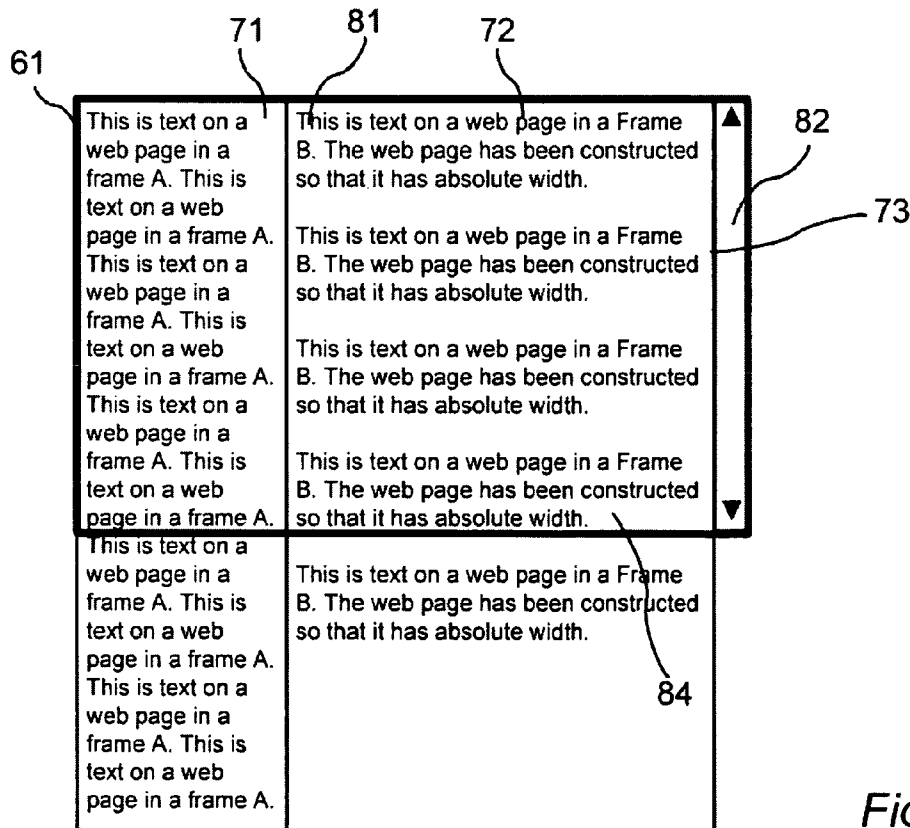 71
81
72
61
This is text on a
web page in a
frame A. This is
text on a web
page in a frame A.
This is text on a
web page in a
frame A. This is
text on a web
page in a frame A.
This is text on a
web page in a
frame A. This is
text on a web
page in a frame A.
This is text on a
web page in a
frame A. This is
text on a web
page in a frame A.
This is text on a
web page in a
frame A. This is
text on a web
page in a frame A.
This is text on a web page in a Frame
B. The web page has been constructed
so that it has absolute width.
This is text on a web page in a Frame
B. The web page has been constructed
so that it has absolute width.
This is text on a web page in a Frame
B. The web page has been constructed
so that it has absolute width.
This is text on a web page in a Frame
B. The web page has been constructed
so that it has absolute width.
This is text on a web page in a Frame
B. The web page has been constructed
so that it has absolute width.
82
73
84